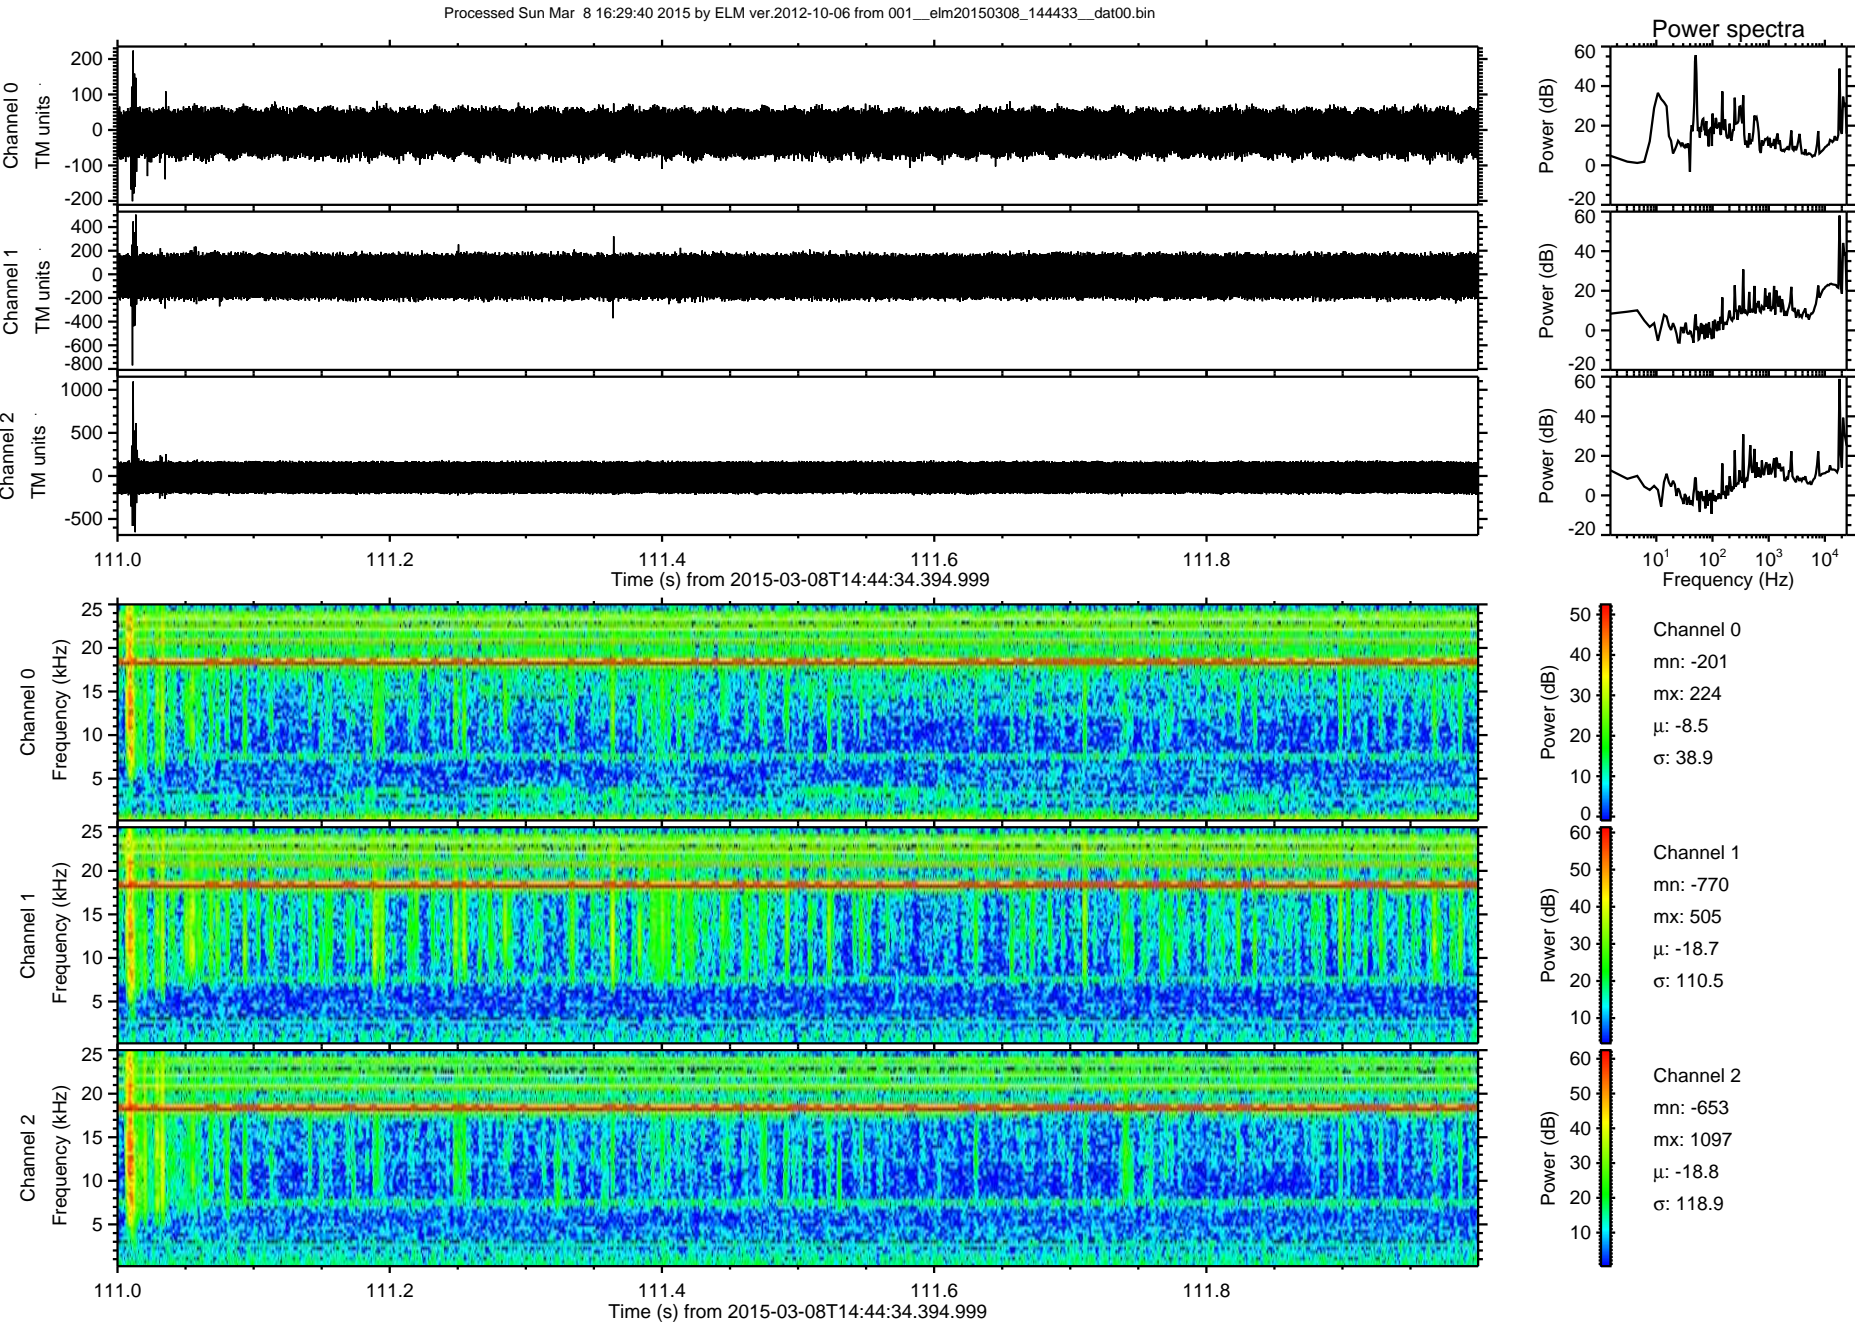 Processed Sun Mar  8 16:29:40 2015 by ELM ver.2012-10-06 from 001__elm20150308_144433__dat00.bin
Power spectra
Channel 0
TM units
200
100
0
-100
-200
Power (dB)
60
40
20
0
-20
Channel 1
TM units
400
200
0
-200
-400
-600
-800
Power (dB)
60
40
20
0
-20
Channel 2
TM units
1000
500
0
-500
Power (dB)
60
40
20
0
-20
111.0 111.2 111.4 111.6 111.8
Time (s) from 2015-03-08T14:44:34.394.999
10¹ 10² 10³ 10⁴
Frequency (Hz)
Channel 0
Frequency (kHz)
25
20
15
10
5
Power (dB)
50
40
30
20
10
0
Channel 0
mn: -201
mx: 224
μ: -8.5
σ: 38.9
Channel 1
Frequency (kHz)
25
20
15
10
5
Power (dB)
60
50
40
30
20
10
Channel 1
mn: -770
mx: 505
μ: -18.7
σ: 110.5
Channel 2
Frequency (kHz)
25
20
15
10
5
Power (dB)
60
50
40
30
20
10
Channel 2
mn: -653
mx: 1097
μ: -18.8
σ: 118.9
111.0 111.2 111.4 111.6 111.8
Time (s) from 2015-03-08T14:44:34.394.999